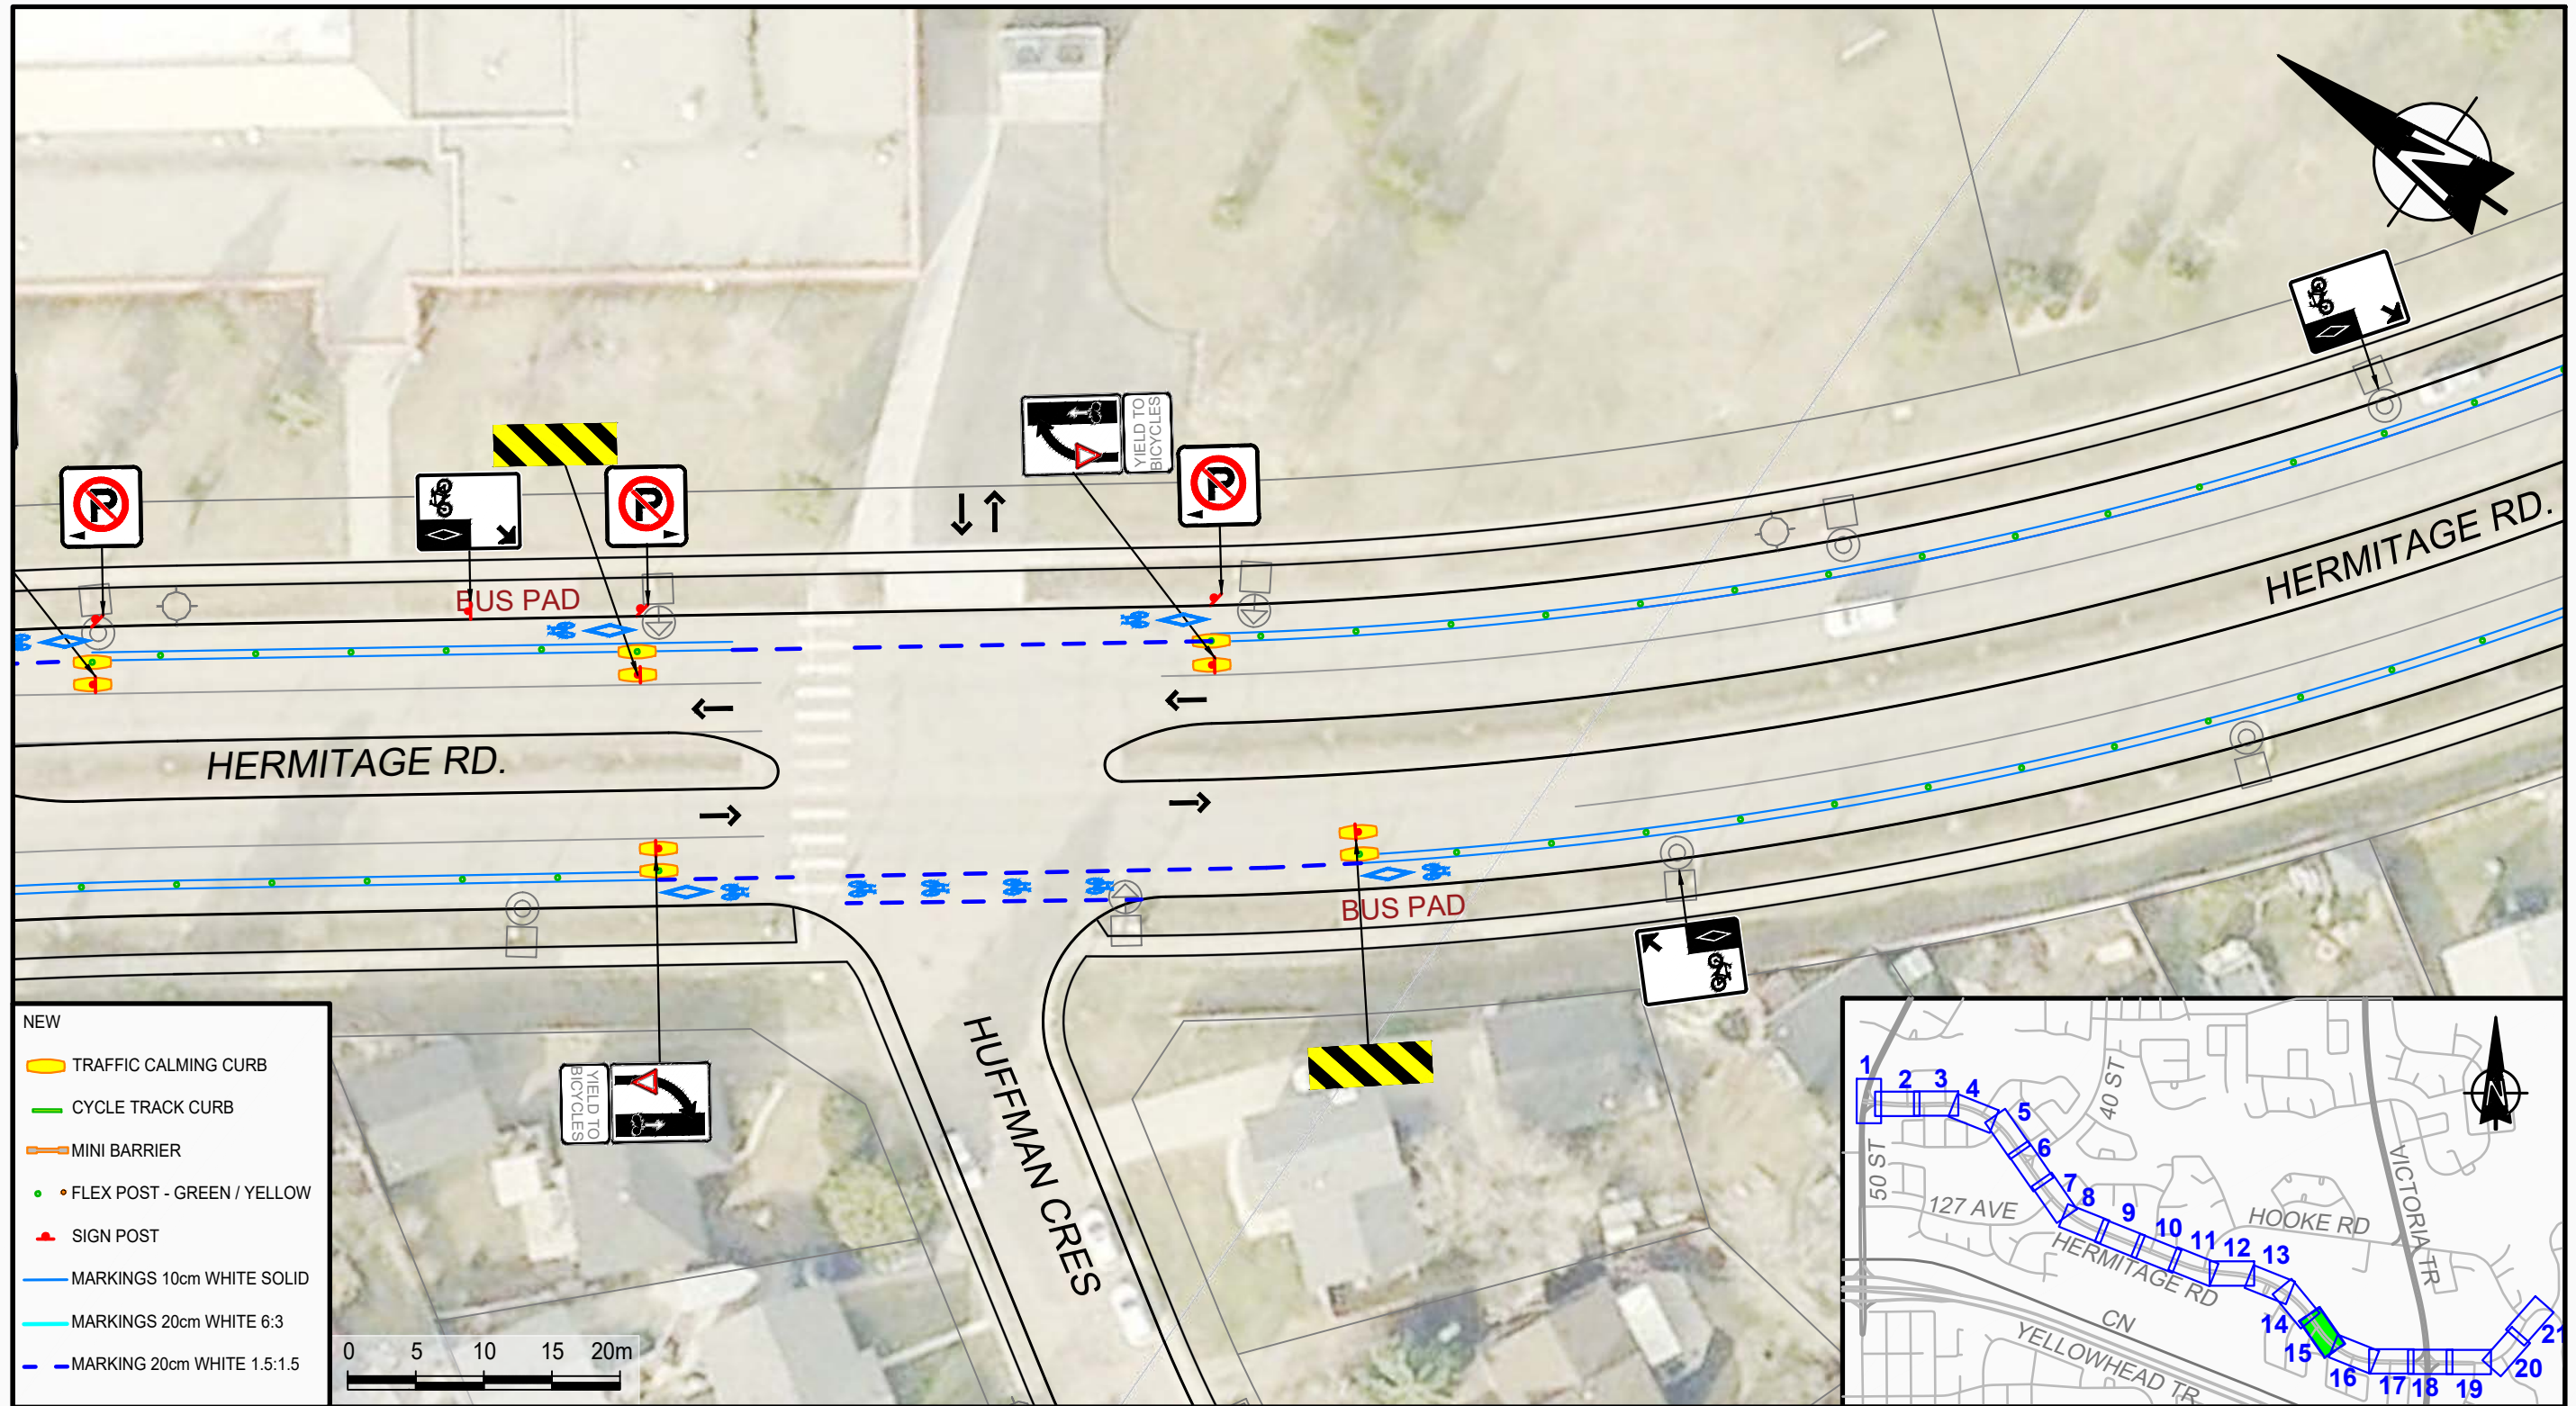 YIELD TO
BICYCLES
P
P
P
BUS PAD
HERMITAGE RD.
HERMITAGE RD.
BUS PAD
YIELD TO
BICYCLES
HUFFMAN CRES
N
NEW
TRAFFIC CALMING CURB
CYCLE TRACK CURB
MINI BARRIER
FLEX POST - GREEN / YELLOW
SIGN POST
MARKINGS 10cm WHITE SOLID
MARKINGS 20cm WHITE 6:3
MARKING 20cm WHITE 1.5:1.5
0 5 10 15 20m
N
1
2
3
4
5
6
7
8
9
10
11
12
13
14
15
16
17
18
19
20
21
50 ST
40 ST
127 AVE
HERMITAGE RD
HOOKE RD
VICTORIA TR
CN
YELLOWHEAD TR